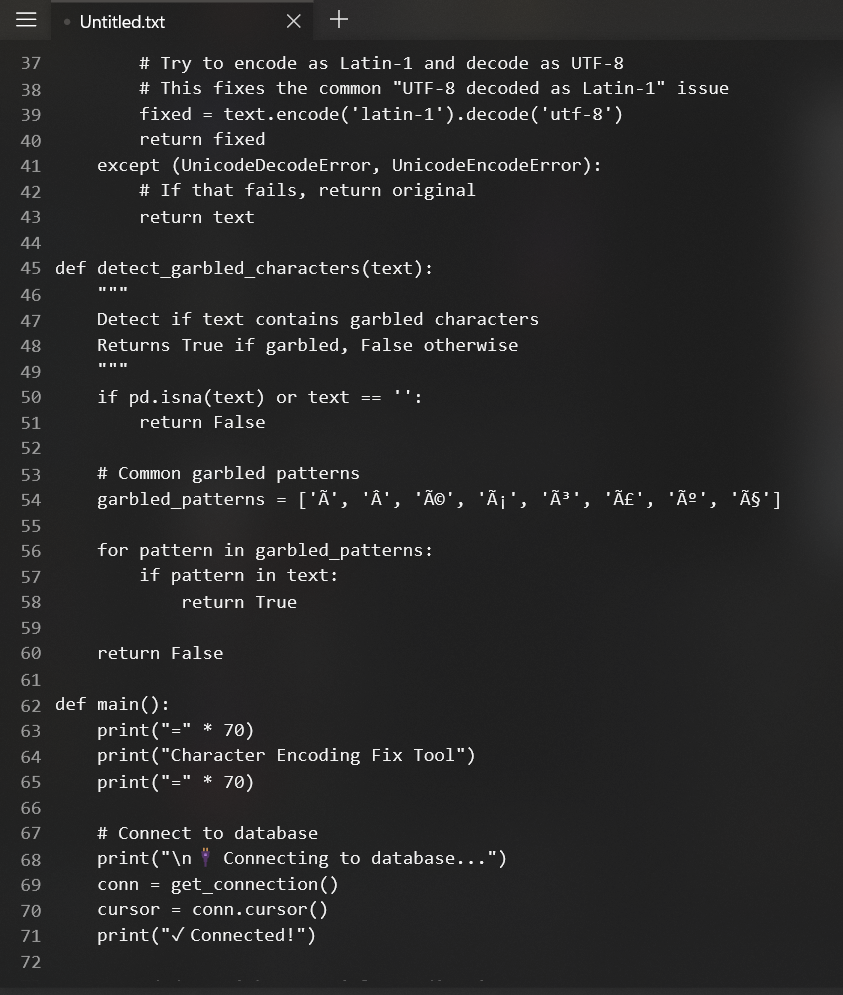 Untitled.txt
37         # Try to encode as Latin-1 and decode as UTF-8
38         # This fixes the common "UTF-8 decoded as Latin-1" issue
39         fixed = text.encode('latin-1').decode('utf-8')
40         return fixed
41     except (UnicodeDecodeError, UnicodeEncodeError):
42         # If that fails, return original
43         return text
44
45 def detect_garbled_characters(text):
46     """
47     Detect if text contains garbled characters
48     Returns True if garbled, False otherwise
49     """
50     if pd.isna(text) or text == '':
51         return False
52
53     # Common garbled patterns
54     garbled_patterns = ['Ã', 'Â', 'Ã©', 'Ã¡', 'Ã³', 'Ã£', 'Ãº', 'Ã§']
55
56     for pattern in garbled_patterns:
57         if pattern in text:
58             return True
59
60     return False
61
62 def main():
63     print("=" * 70)
64     print("Character Encoding Fix Tool")
65     print("=" * 70)
66
67     # Connect to database
68     print("\n🔌 Connecting to database...")
69     conn = get_connection()
70     cursor = conn.cursor()
71     print("✓ Connected!")
72